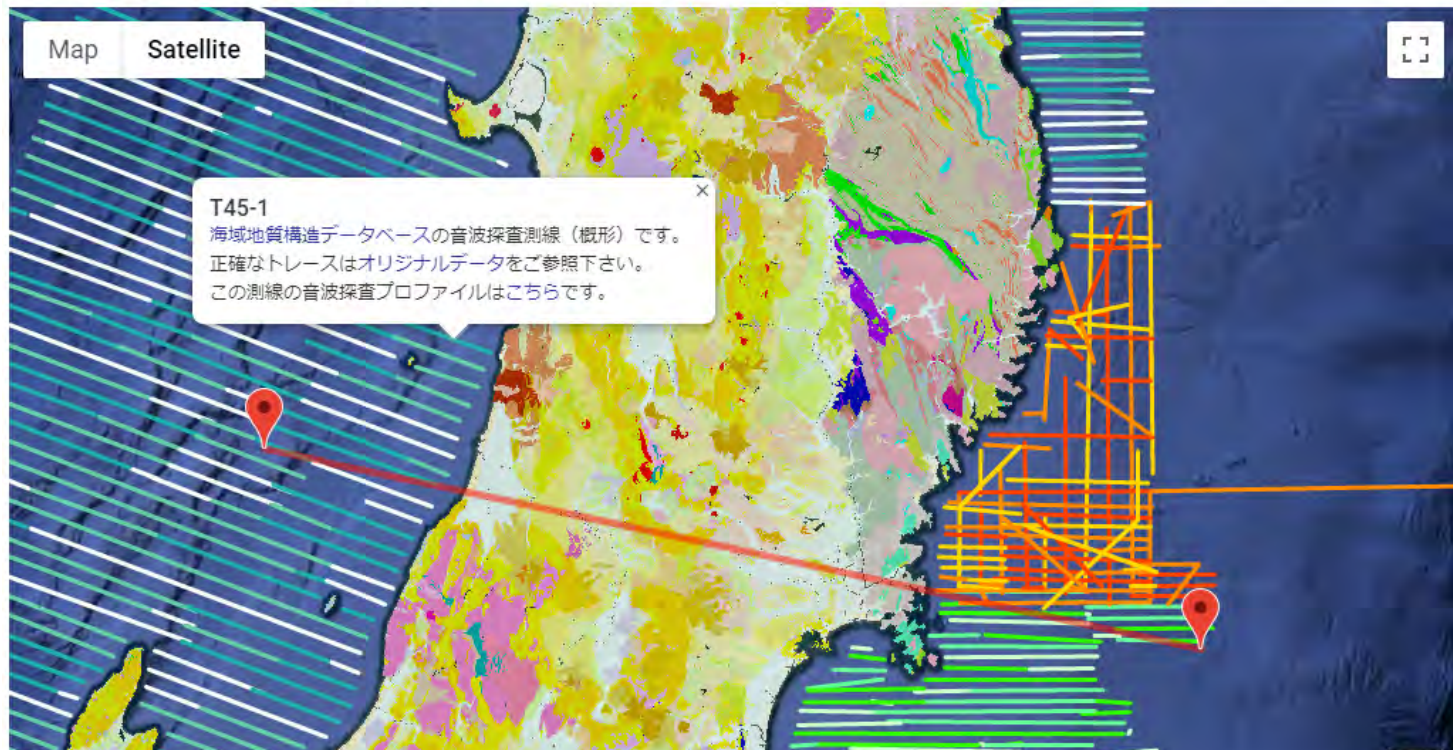 Map Satellite
T45-1
海域地質構造データベースの音波探査測線（概形）です。
正確なトレースはオリジナルデータをご参照下さい。
この測線の音波探査プロファイルはこちらです。